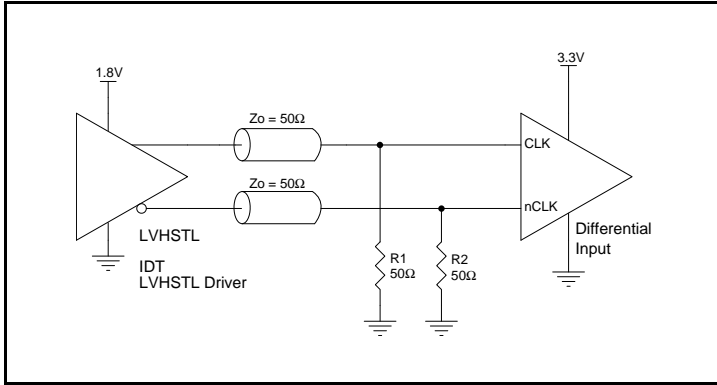 1.8V
3.3V
Zo = 50Ω
CLK
Zo = 50Ω
nCLK
LVHSTL
IDT
LVHSTL Driver
R1
50Ω
R2
50Ω
Differential
Input